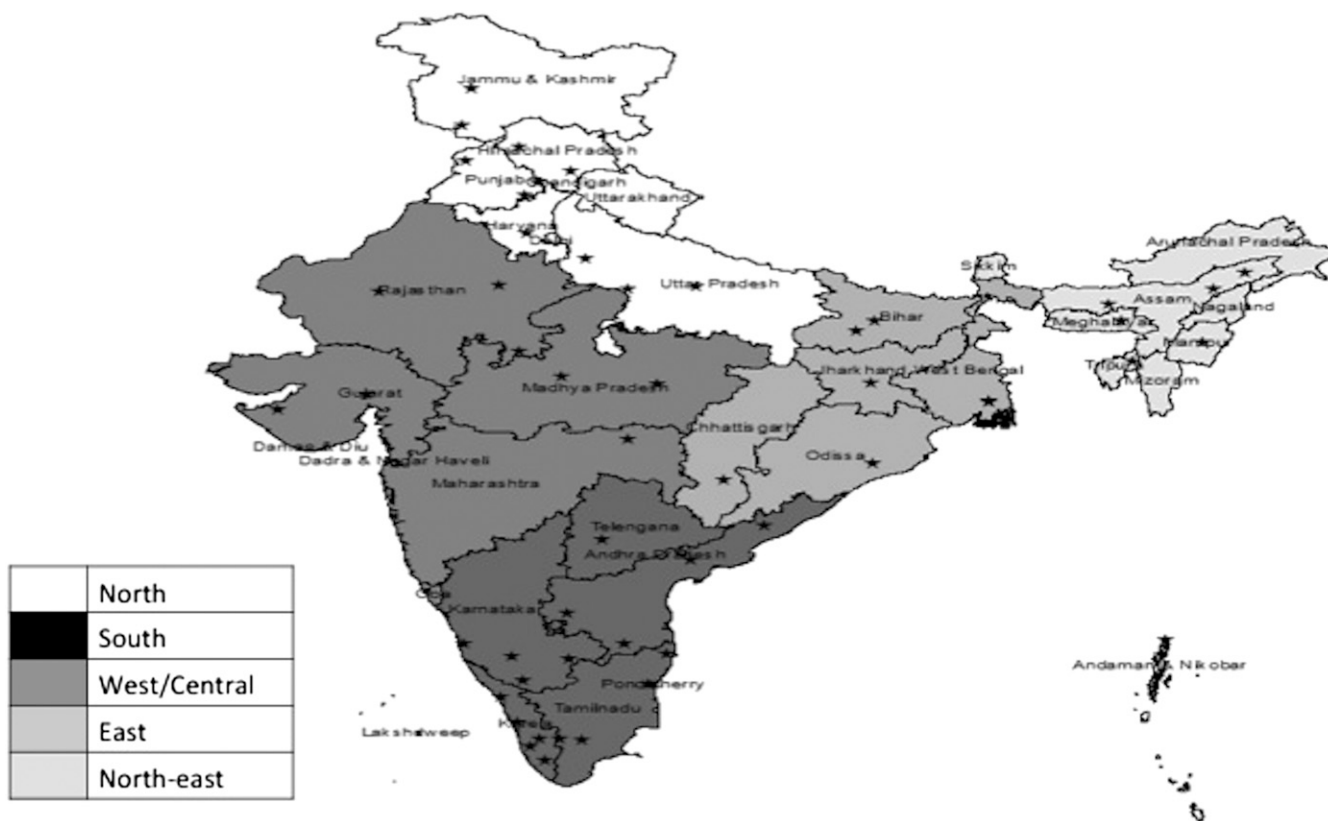 Jammu & Kashmir
Himachal Pradesh
Punjab
Chandigarh
Uttarakhand
Haryana
Delhi
Arunachal Pradesh
Sikkim
Rajasthan
Uttar Pradesh
Assam
Nagaland
Bihar
Meghalaya
Manipur
Tripura
Mizoram
Jharkhand
West Bengal
Gujarat
Madhya Pradesh
Chhattisgarh
Daman & Diu
Odissa
Dadra & Nagar Haveli
Maharashtra
Telengana
Andhra Pradesh
Goa
Karnataka
Andaman & Nikobar
Pondicherry
Tamilnadu
Kerela
Lakshdweep
North
South
West/Central
East
North-east